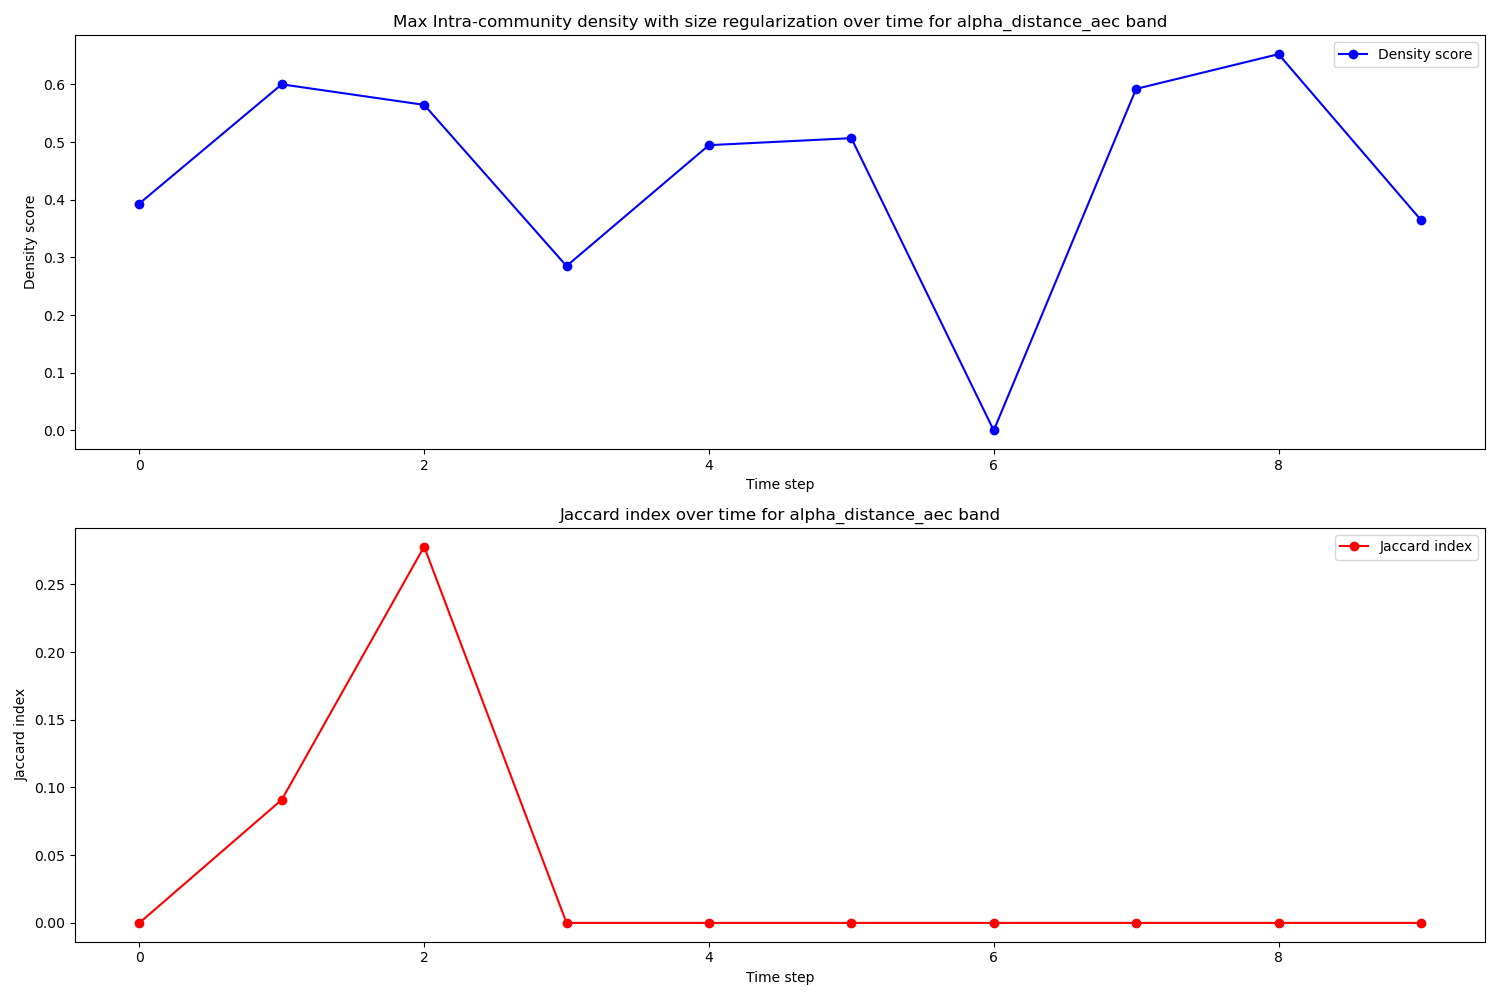 Max Intra-community density with size regularization over time for alpha_distance_aec band
Density score
0.6
0.5
0.4
0.3
0.2
0.1
0.0
Density score
0
2
4
6
8
Time step
Jaccard index over time for alpha_distance_aec band
Jaccard index
0.25
0.20
0.15
0.10
0.05
0.00
Jaccard index
0
2
4
6
8
Time step